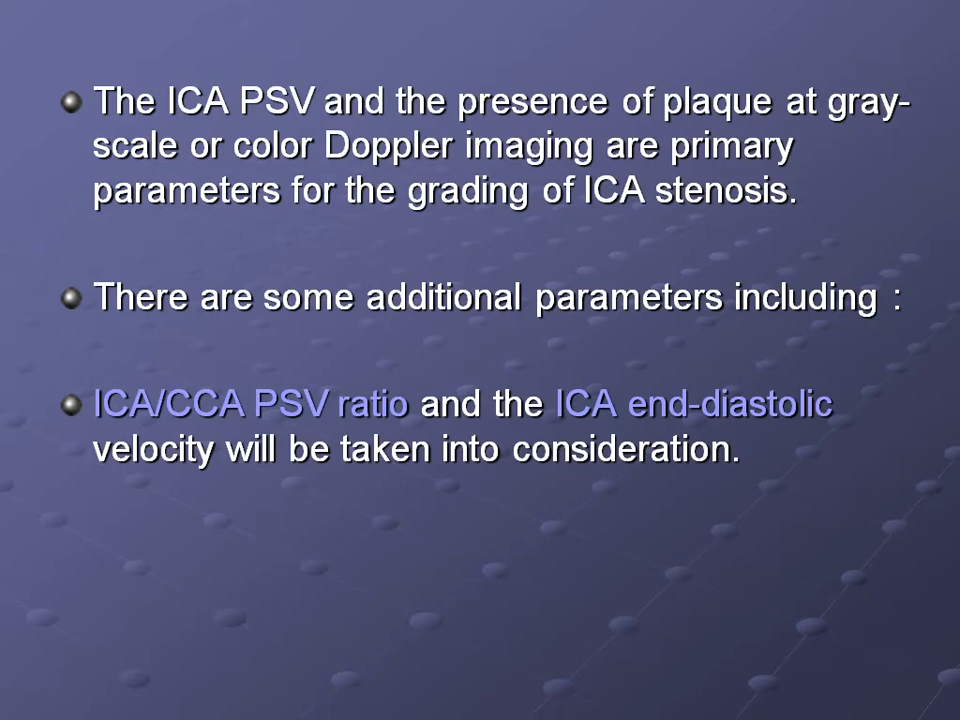 The ICA PSV and the presence of plaque at gray-
scale or color Doppler imaging are primary
parameters for the grading of ICA stenosis.
There are some additional parameters including :
ICA/CCA PSV ratio and the ICA end-diastolic
velocity will be taken into consideration.